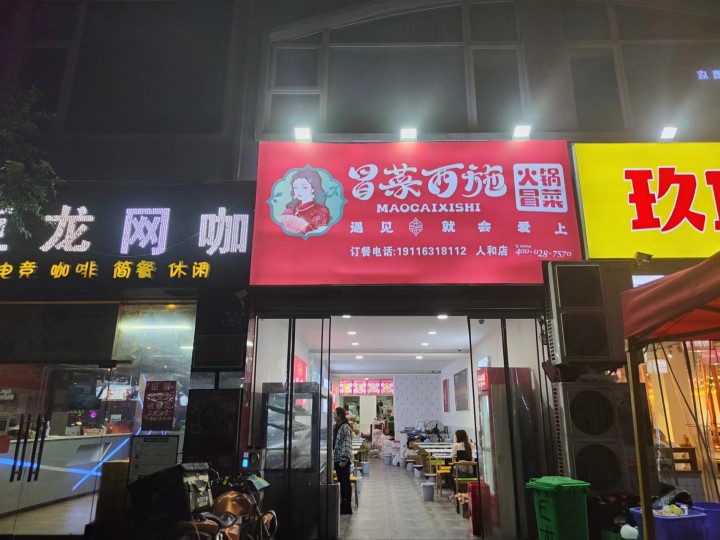 龙网咖
电竞 咖啡 简餐 休闲
冒菜西施
MAOCAIXISHI
火锅
冒菜
遇见 就会爱上
订餐电话:19116318112 人和店
400-028-7570
玖